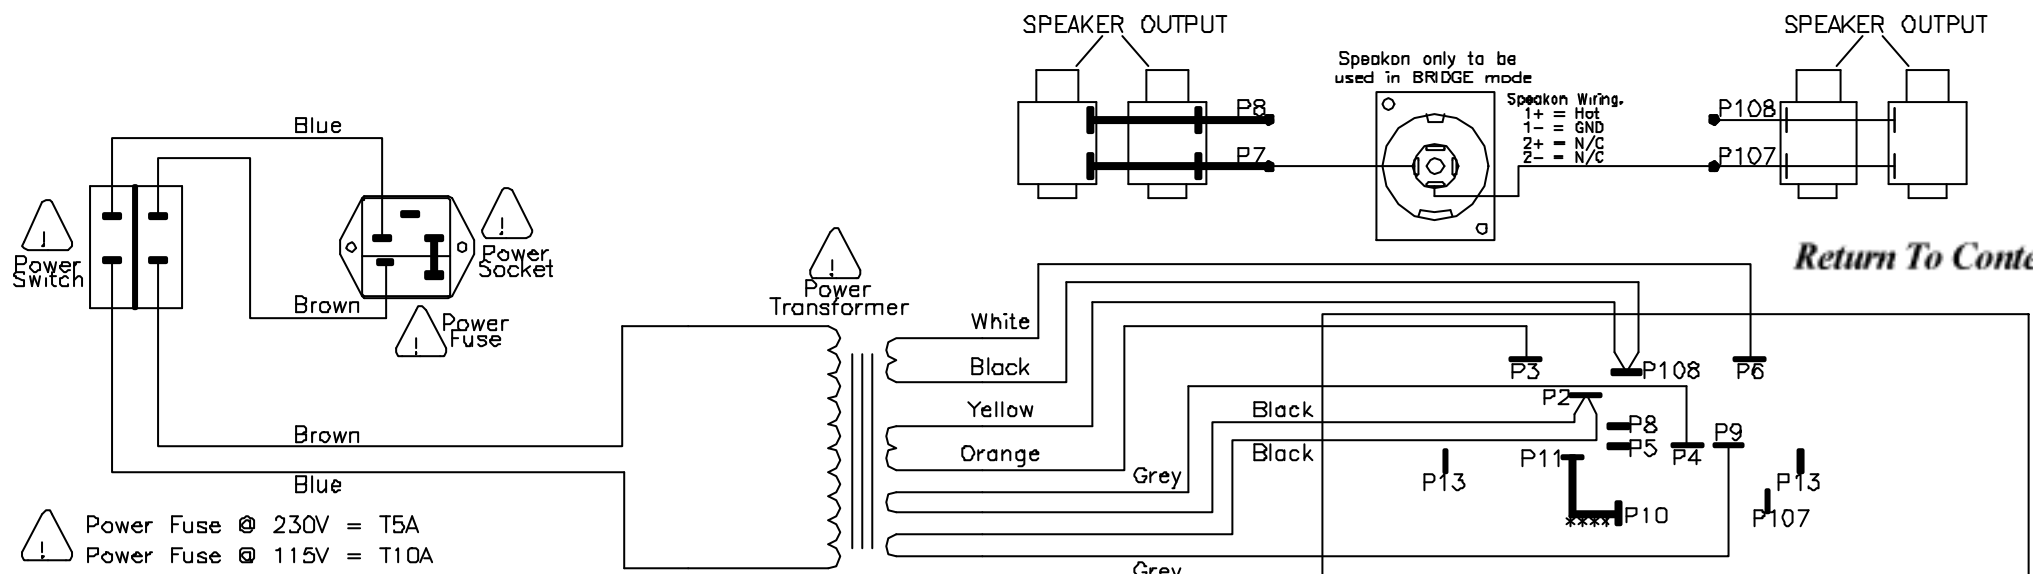 SPEAKER OUTPUT
SPEAKER OUTPUT
Speakon only to be
used in BRIDGE mode
Speakon Wiring.
1+ = Hot
1- = GND
2+ = N/C
2- = N/C
P8
P7
P108
P107
Blue
Brown
Power
Switch
Power
Socket
Power
Fuse
Power
Transformer
Return To Conte
White
Black
Yellow
Orange
Grey
Black
Black
Grey
P3
P108
P6
P2
P8
P5
P4
P9
P11
P13
P13
P10
P107
Brown
Blue
Power Fuse @ 230V = T5A
Power Fuse @ 115V = T10A